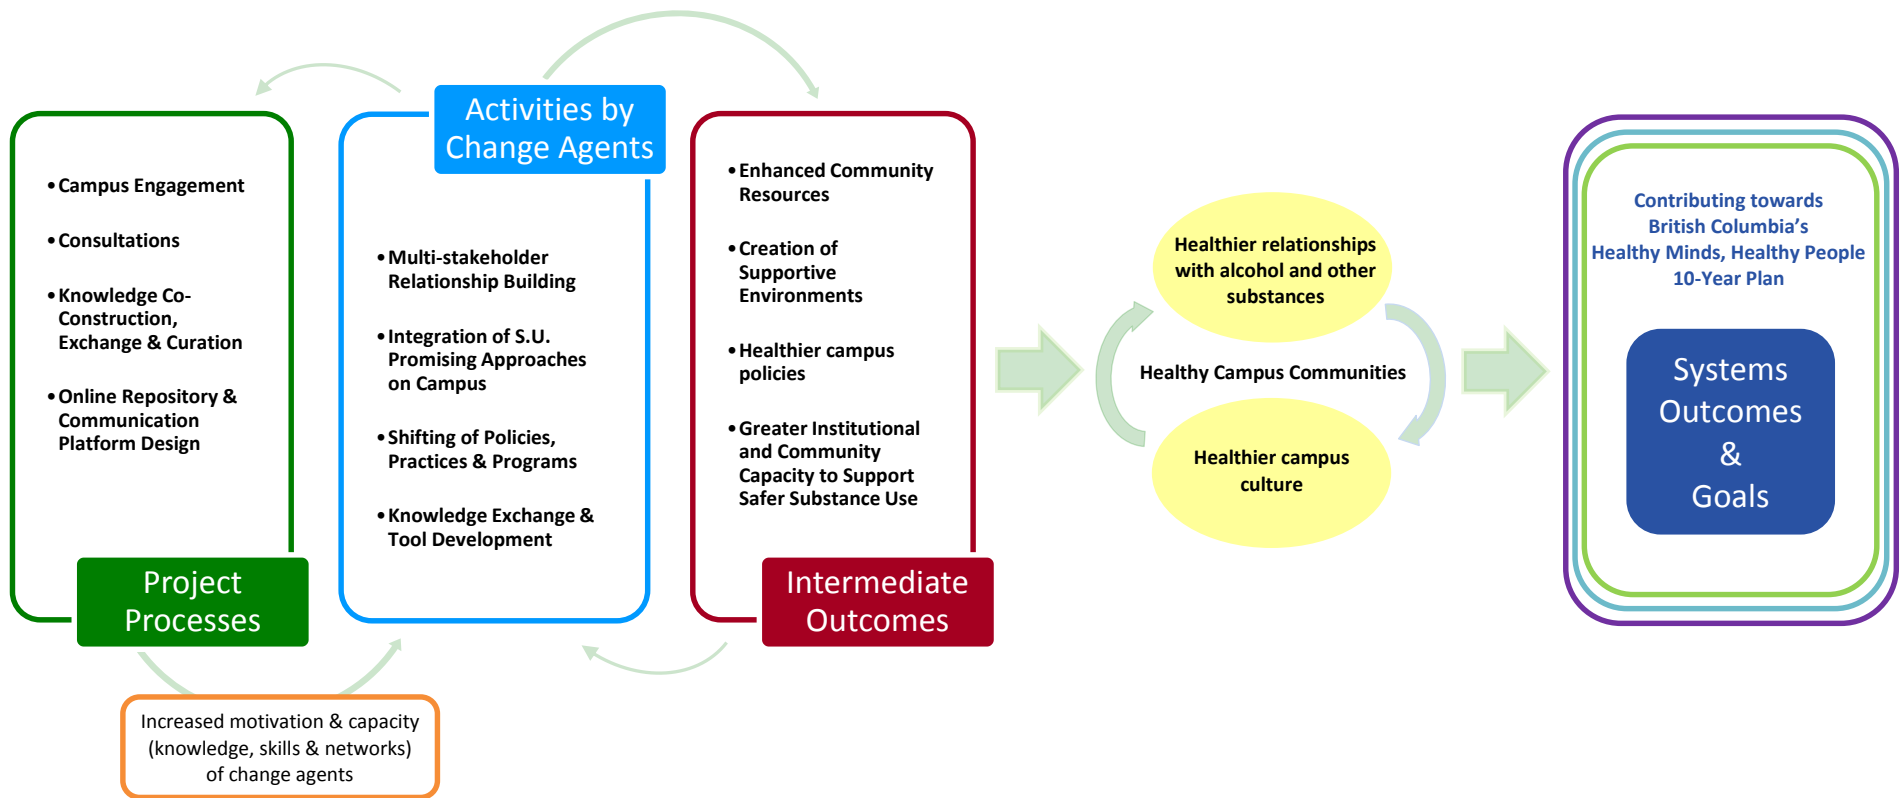 • Campus Engagement
• Consultations
• Knowledge Co-
Construction,
Exchange & Curation
• Online Repository &
Communication
Platform Design
Project
Processes
Increased motivation & capacity
(knowledge, skills & networks)
of change agents
Activities by
Change Agents
• Multi-stakeholder
Relationship Building
• Integration of S.U.
Promising Approaches
on Campus
• Shifting of Policies,
Practices & Programs
• Knowledge Exchange &
Tool Development
• Enhanced Community
Resources
• Creation of
Supportive
Environments
• Healthier campus
policies
• Greater Institutional
and Community
Capacity to Support
Safer Substance Use
Intermediate
Outcomes
Healthier relationships
with alcohol and other
substances
Healthy Campus Communities
Healthier campus
culture
Contributing towards
British Columbia’s
Healthy Minds, Healthy People
10-Year Plan
Systems
Outcomes
&
Goals